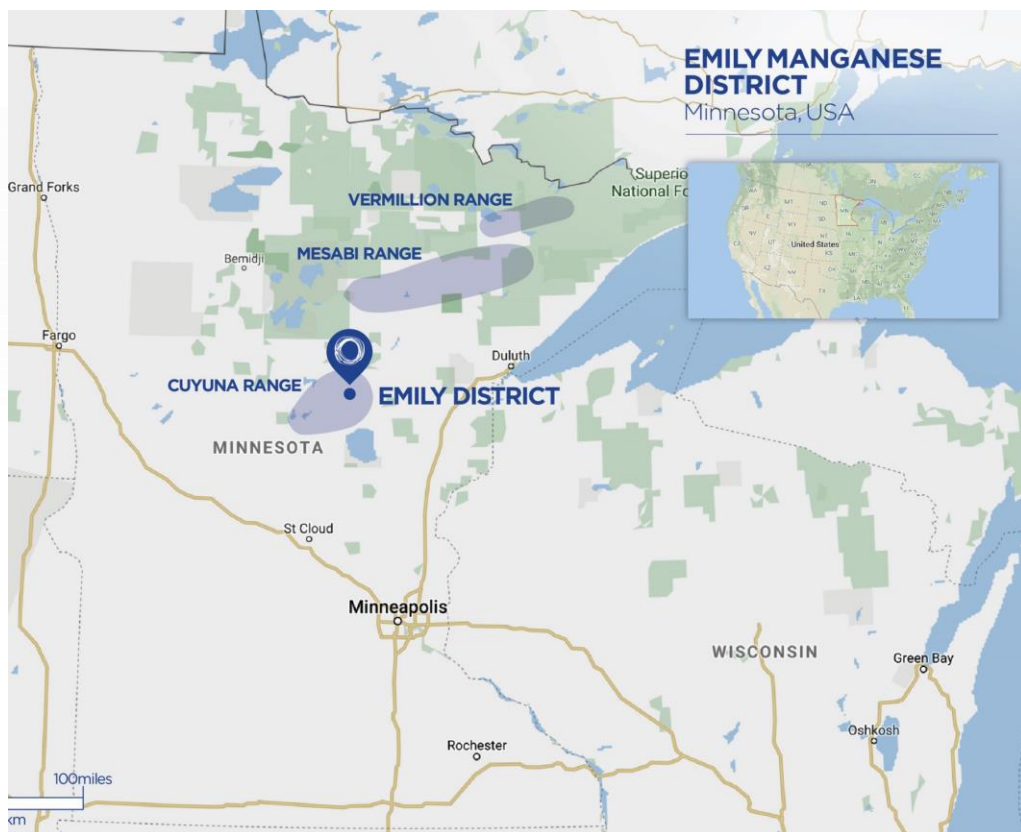 EMILY MANGANESE
DISTRICT
Minnesota, USA
Superio
National Fo
Grand Forks
VERMILLION RANGE
MESABI RANGE
Bemidji
United States
Fargo
Duluth
CUYUNA RANGE
EMILY DISTRICT
MINNESOTA
St Cloud
Minneapolis
WISCONSIN
Green Bay
Oshkosh
Rochester
100miles
km